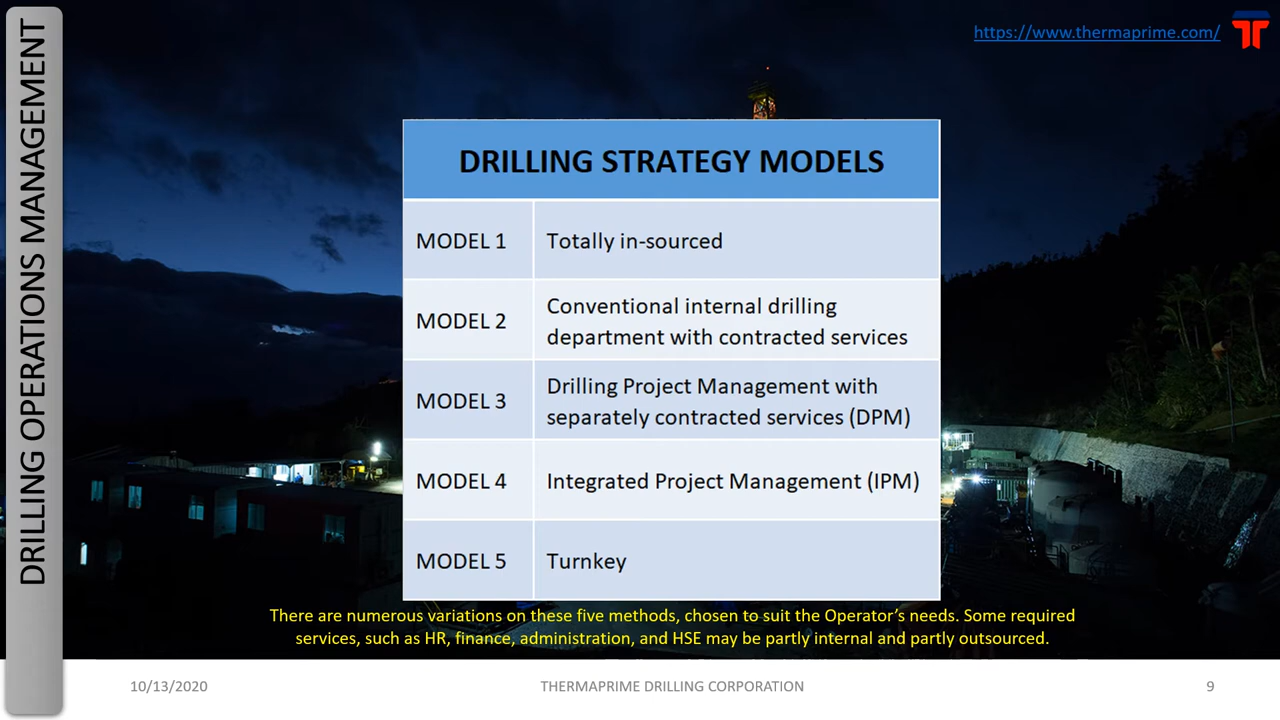 DRILLING OPERATIONS MANAGEMENT
https://www.thermaprime.com/
DRILLING STRATEGY MODELS
MODEL 1 Totally in-sourced
MODEL 2 Conventional internal drilling
department with contracted services
MODEL 3 Drilling Project Management with
separately contracted services (DPM)
MODEL 4 Integrated Project Management (IPM)
MODEL 5 Turnkey
There are numerous variations on these five methods, chosen to suit the Operator’s needs. Some required
services, such as HR, finance, administration, and HSE may be partly internal and partly outsourced.
10/13/2020 THERMAPRIME DRILLING CORPORATION 9